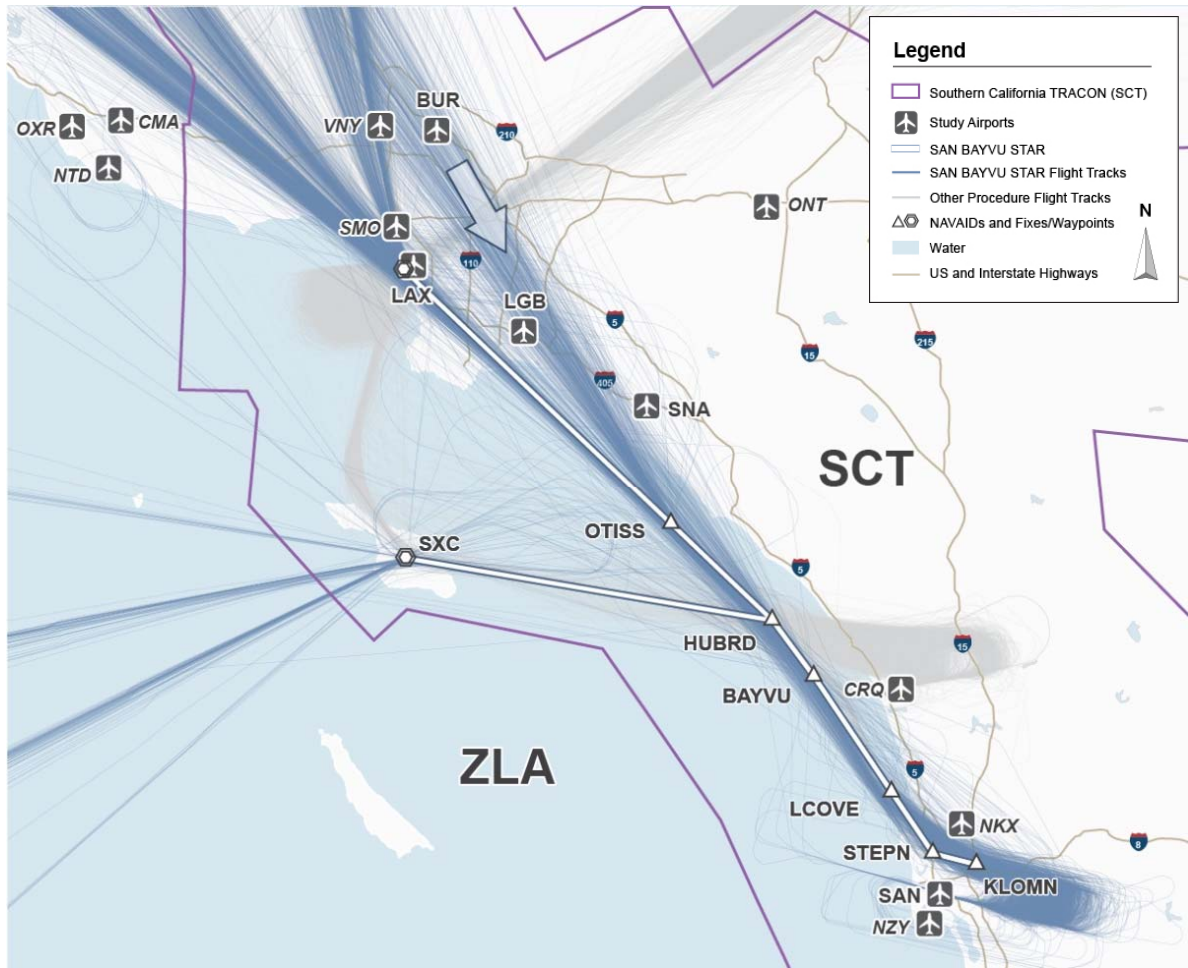 Legend
Southern California TRACON (SCT)
Study Airports
SAN BAYVU STAR
SAN BAYVU STAR Flight Tracks
Other Procedure Flight Tracks
NAVAIDs and Fixes/Waypoints
Water
US and Interstate Highways
N
OXR
CMA
NTD
VNY
BUR
210
ONT
SMO
LAX
110
LGB
5
15
215
405
SNA
SCT
OTISS
SXC
5
HUBRD
15
BAYVU
CRQ
ZLA
5
LCOVE
NKX
8
STEPN
KLOMN
SAN
NZY